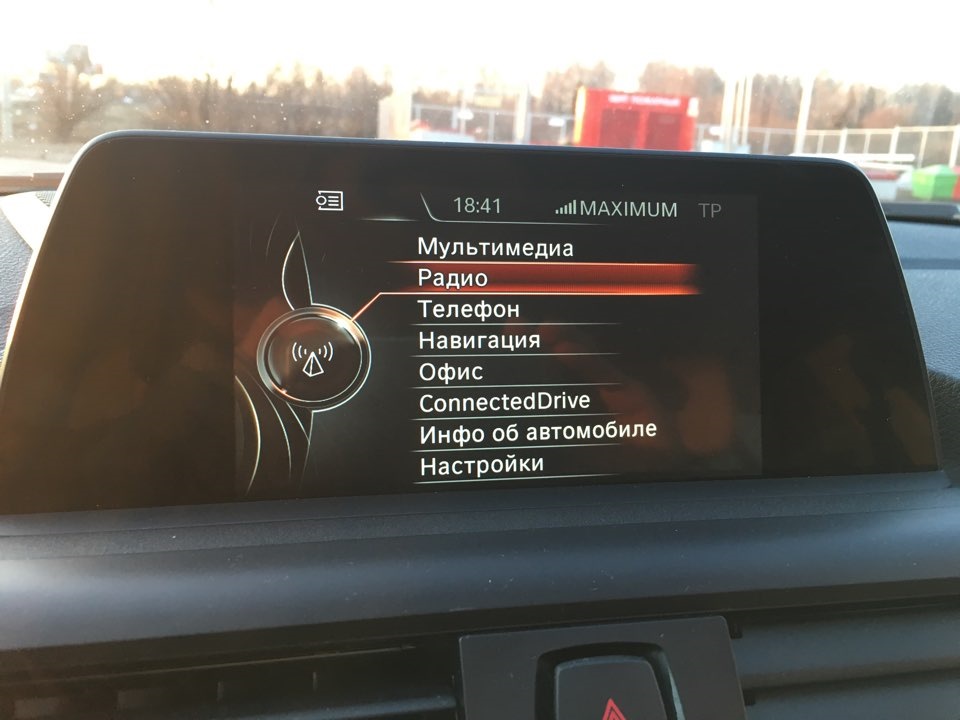 18:41 MAXIMUM TP
Мультимедиа
Радио
Телефон
Навигация
Офис
ConnectedDrive
Инфо об автомобиле
Настройки